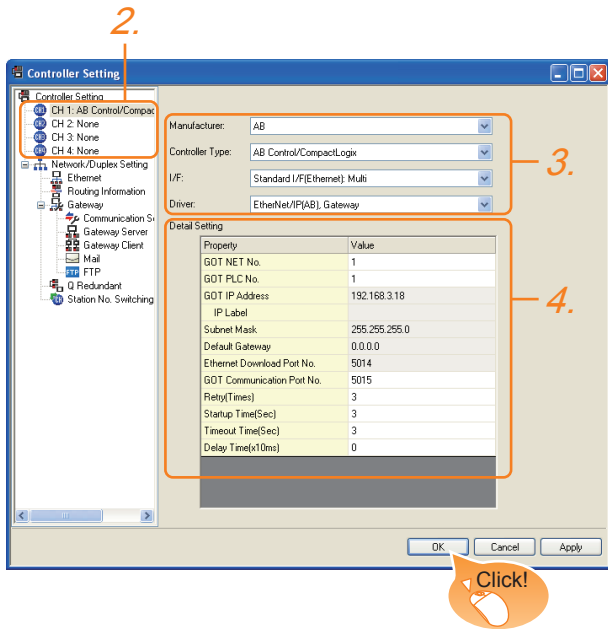 2.
Controller Setting
Controller Setting
CH 1: AB Control/Compac
CH 2: None
CH 3: None
CH 4: None
Network/Duplex Setting
Ethernet
Routing Information
Gateway
Communication S
Gateway Server
Gateway Client
Mail
FTP FTP
Q Redundant
Station No. Switching
Manufacturer: AB
Controller Type: AB Control/CompactLogix
I/F: Standard I/F(Ethernet): Multi
Driver: EtherNet/IP(AB), Gateway
3.
Detail Setting
Property Value
GOT NET No. 1
GOT PLC No. 1
GOT IP Address 192.168.3.18
IP Label
Subnet Mask 255.255.255.0
Default Gateway 0.0.0.0
Ethernet Download Port No. 5014
GOT Communication Port No. 5015
Retry(Times) 3
Startup Time(Sec) 3
Timeout Time(Sec) 3
Delay Time(x10ms) 0
4.
OK Cancel Apply
Click!